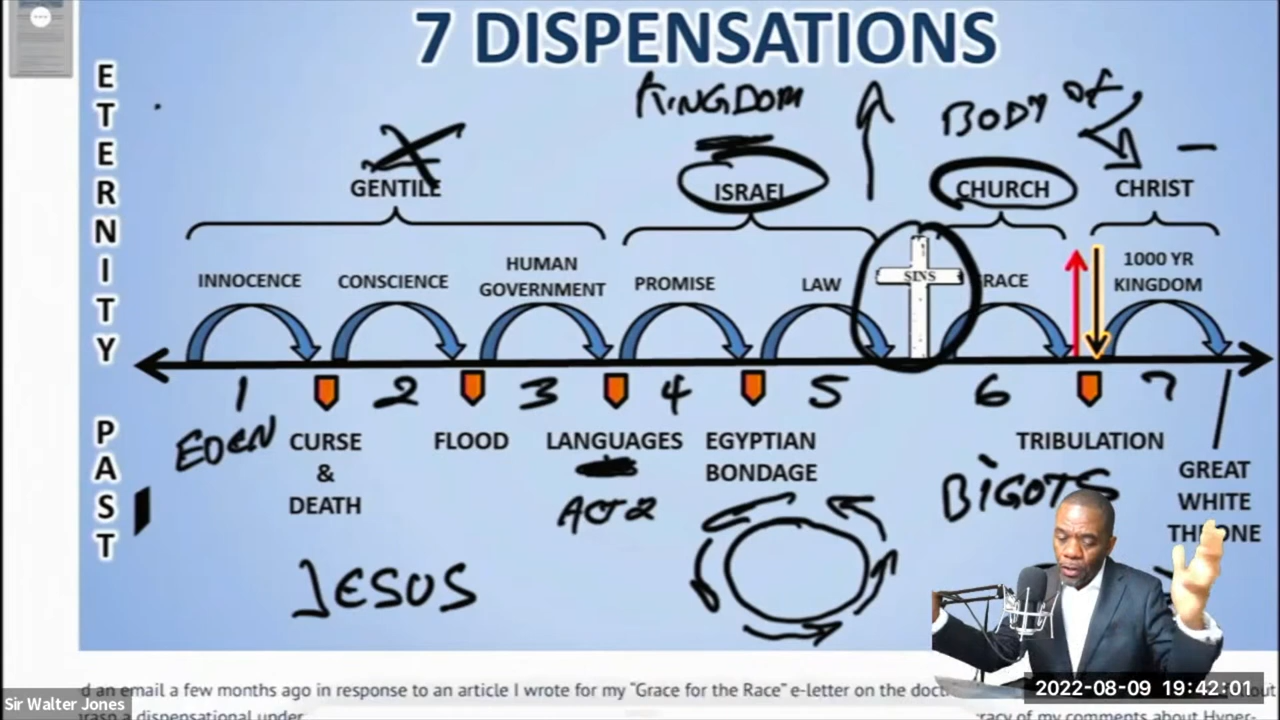 7 DISPENSATIONS
ETERNITY PAST
KINGDOM
BODY of
GENTILE
ISRAEL
CHURCH
CHRIST
INNOCENCE
CONSCIENCE
HUMAN
GOVERNMENT
PROMISE
LAW
SINS
RACE
1000 YR
KINGDOM
1 2 3 4 5 6 7
EDEN
CURSE
&
DEATH
FLOOD
LANGUAGES
ACT 2
EGYPTIAN
BONDAGE
TRIBULATION
BIGOTS
GREAT
WHITE
THRONE
JESUS
d an email a few months ago in response to an article I wrote for my "Grace for the Race" e-letter on the
2022-08-09 19:42:01
Sir Walter Jones
a dispensational
of my comments about Hyper-